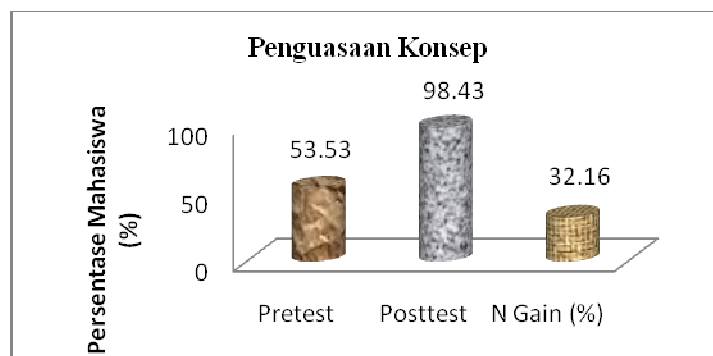 Penguasaan Konsep
Persentase Mahasiswa
(%)
100
50
0
53.53
98.43
32.16
Pretest
Posttest
N Gain (%)